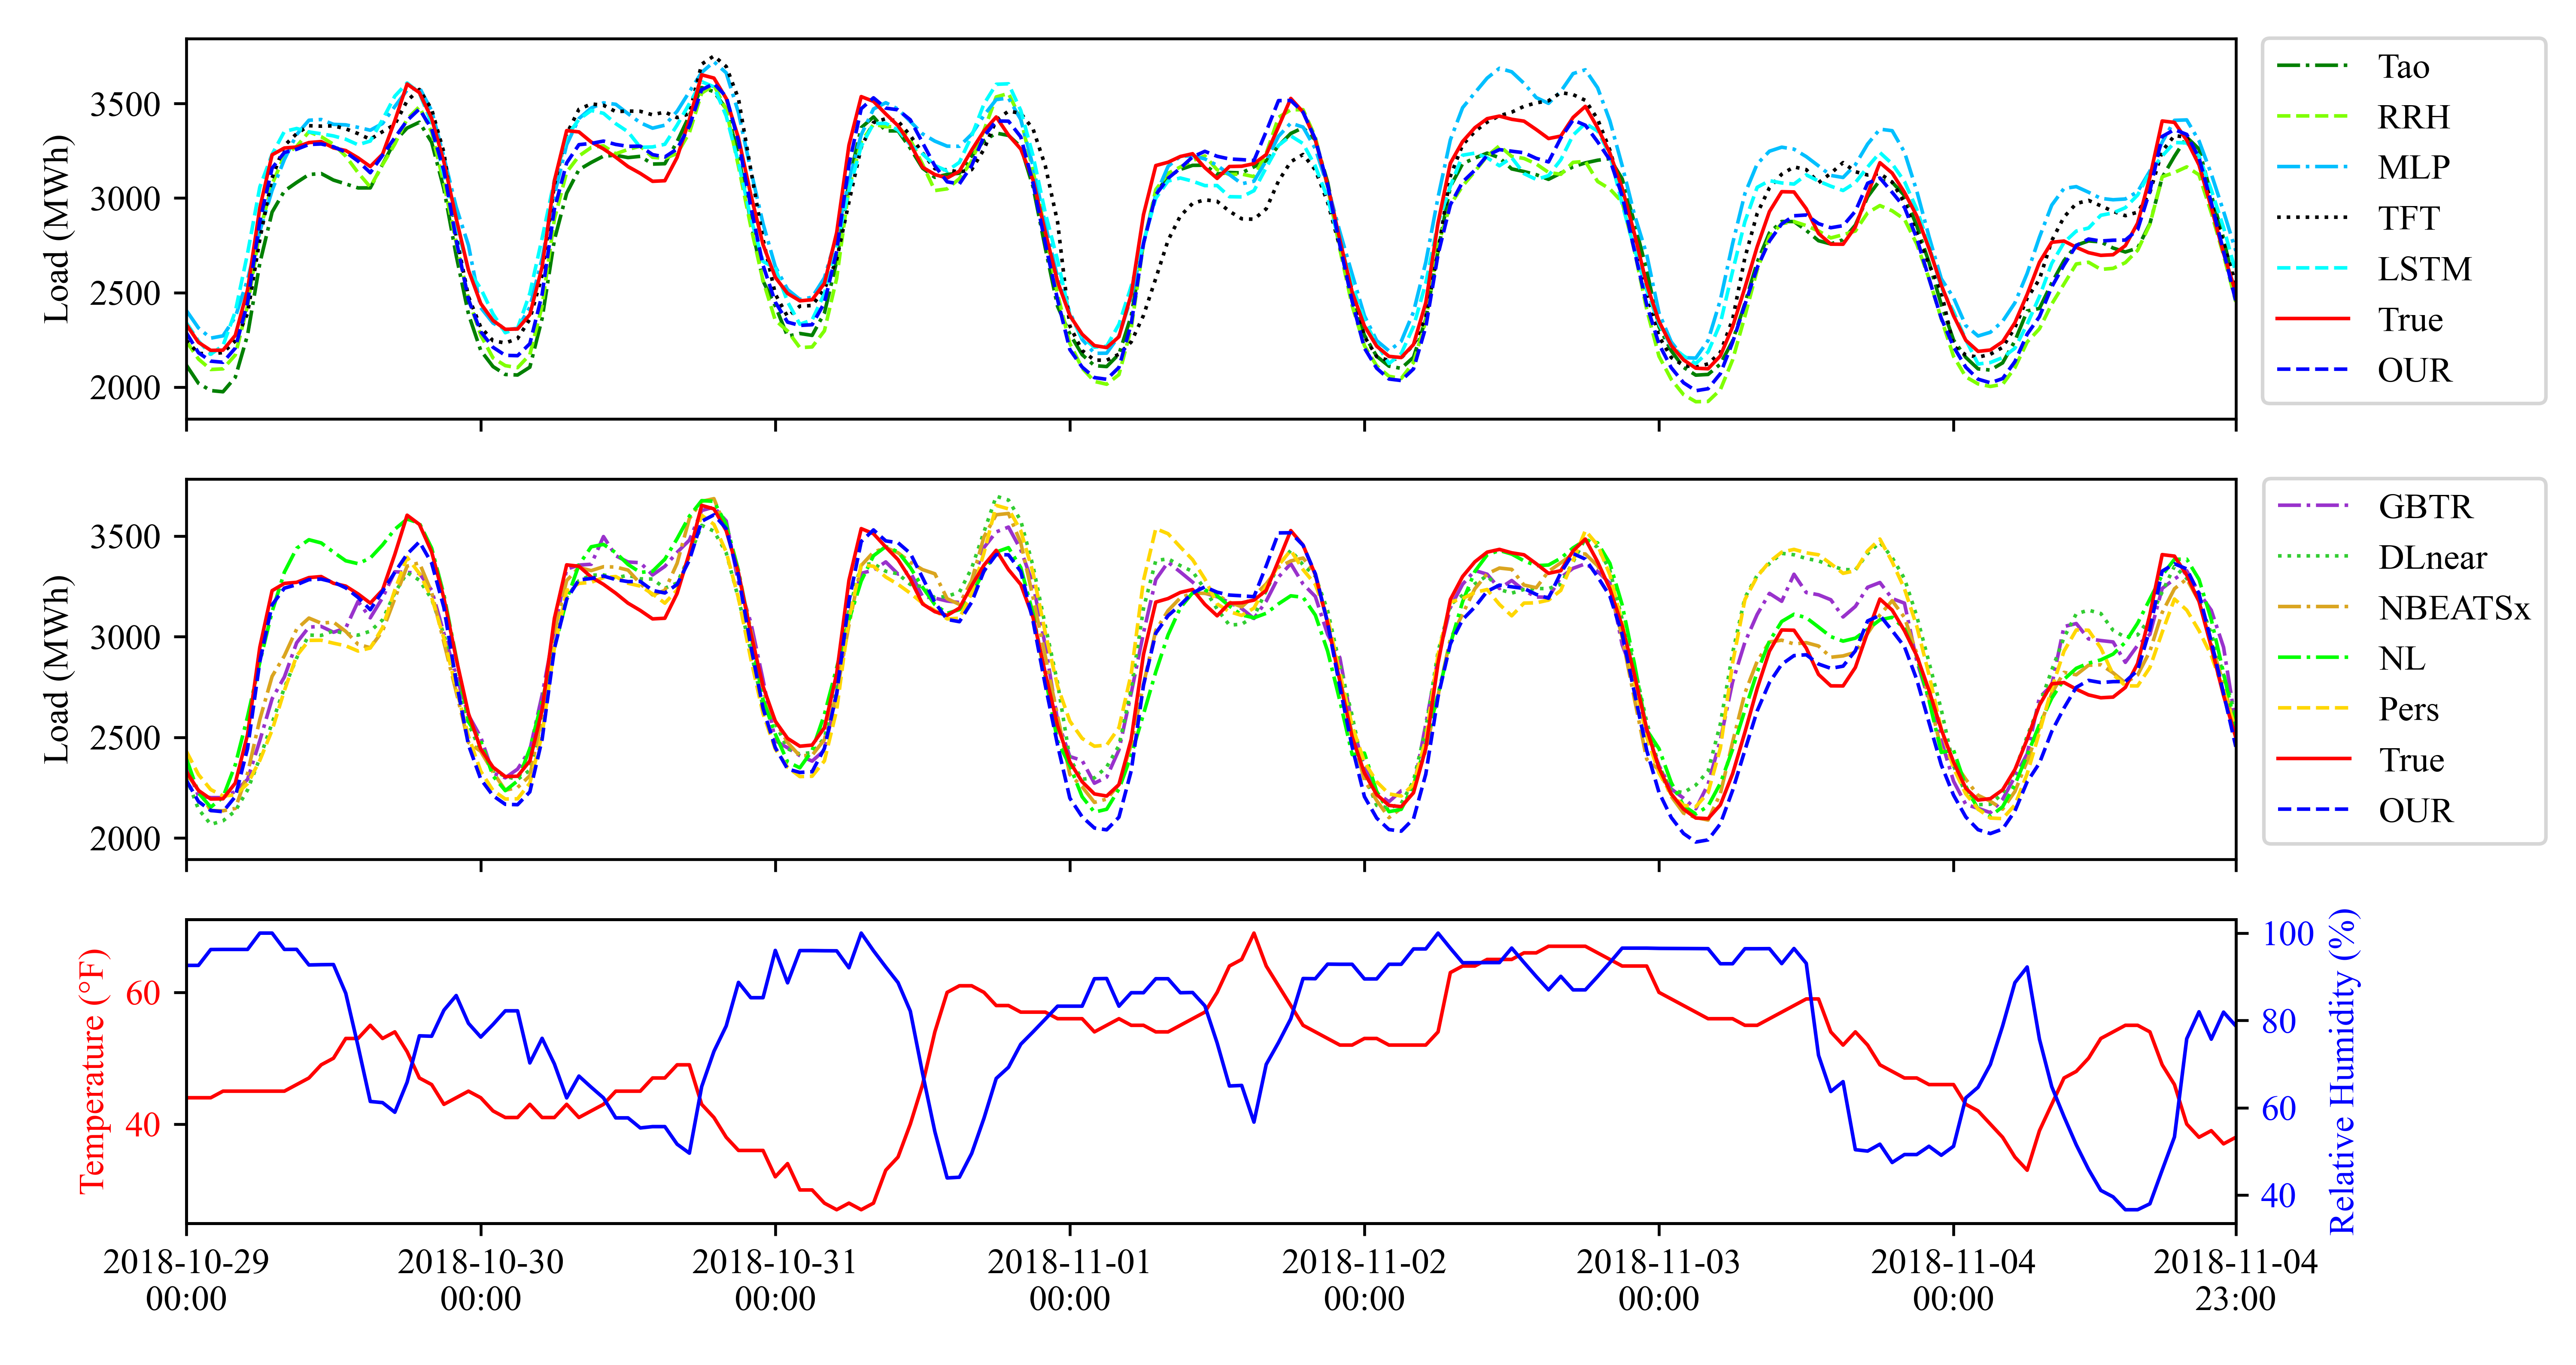 Load (MWh)
3500
3000
2500
2000
Tao
RRH
MLP
TFT
LSTM
True
OUR
Load (MWh)
3500
3000
2500
2000
GBTR
DLnear
NBEATSx
NL
Pers
True
OUR
Temperature (°F)
60
40
100
80
60
40
Relative Humidity (%)
2018-10-29 2018-10-30 2018-10-31 2018-11-01 2018-11-02 2018-11-03 2018-11-04 2018-11-04
00:00 00:00 00:00 00:00 00:00 00:00 00:00 23:00